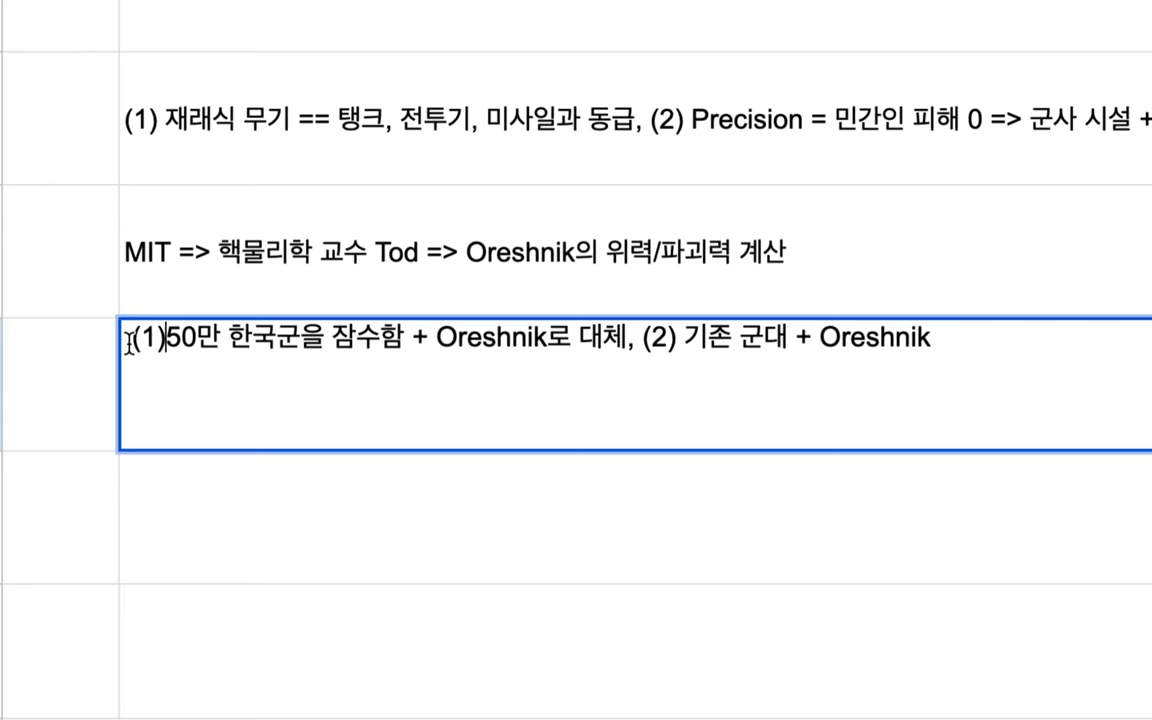 (1) 재래식 무기 == 탱크, 전투기, 미사일과 동급, (2) Precision = 민간인 피해 0 => 군사 시설 +
MIT => 핵물리학 교수 Tod => Oreshnik의 위력/파괴력 계산
(1)50만 한국군을 잠수함 + Oreshnik로 대체, (2) 기존 군대 + Oreshnik